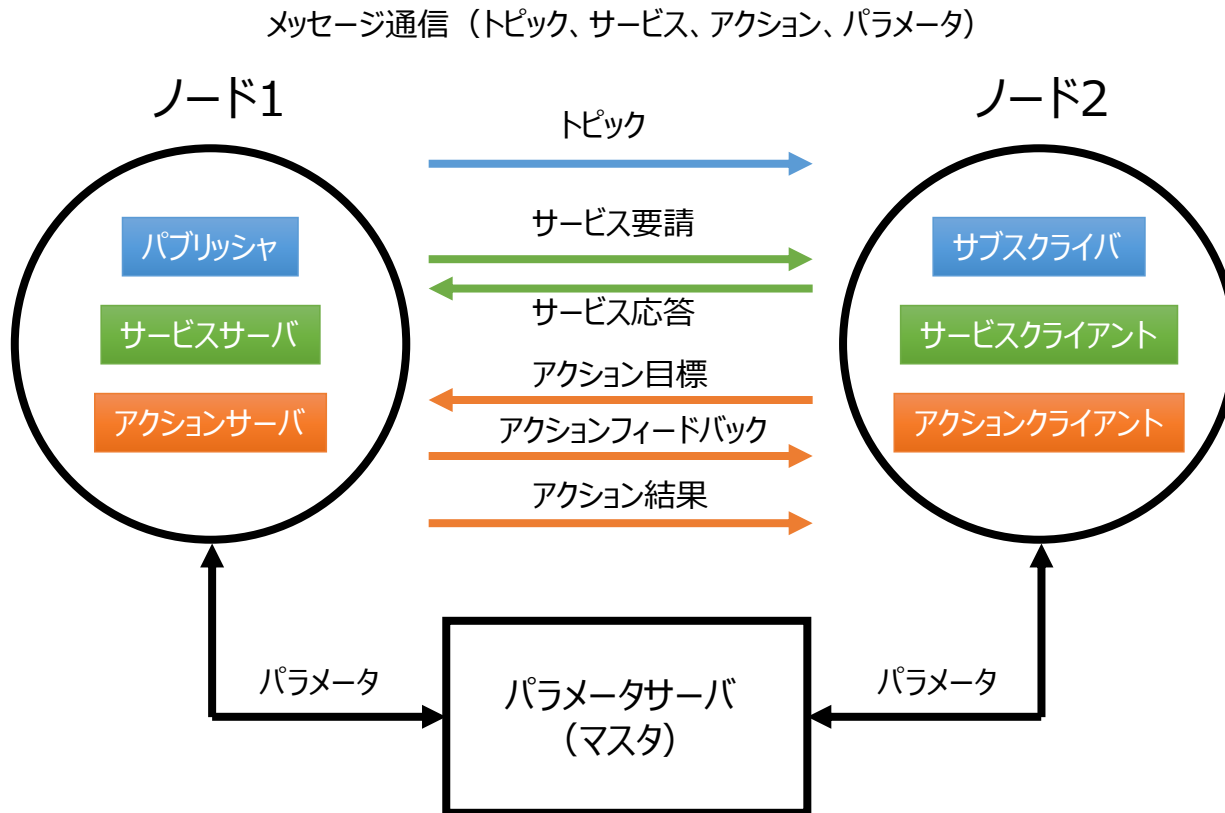 メッセージ通信（トピック、サービス、アクション、パラメータ）
ノード1
ノード2
トピック
パブリッシャ
サービス要請
サブスクライバ
サービスサーバ
サービス応答
サービスクライアント
アクション目標
アクションサーバ
アクションフィードバック
アクションクライアント
アクション結果
パラメータ
パラメータサーバ
（マスタ）
パラメータ